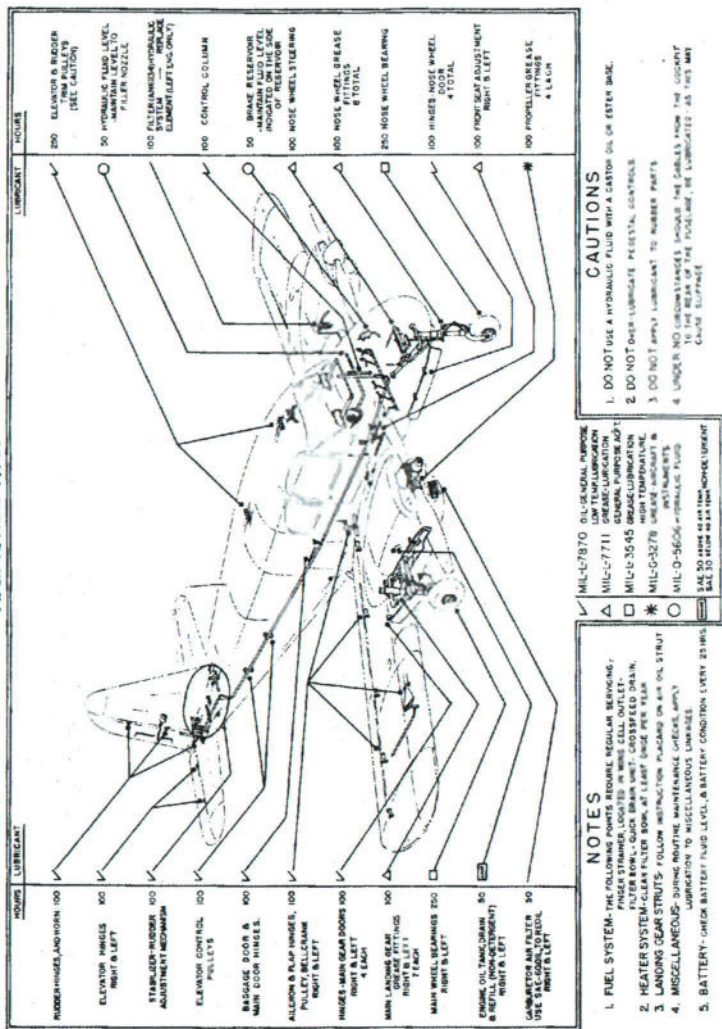 HOURS LUBRICANT
RUDDER HINGES, AND HORN 100
ELEVATOR HINGES 100
RIGHT & LEFT
STABILIZER-RUDDER 100
ADJUSTMENT MECHANISM
ELEVATOR CONTROL 100
PULLEYS
BAGGAGE DOOR & 100
MAIN DOOR HINGES.
AILERON & FLAP HINGES, 100
PULLEY, BELLCRANK
RIGHT & LEFT
HINGES-MAIN GEAR DOORS 100
RIGHT & LEFT
4 EACH
MAIN LANDING GEAR 100
GREASE FITTINGS
RIGHT & LEFT
7 EACH
MAIN WHEEL BEARINGS 250
RIGHT & LEFT
ENGINE OIL TANK, DRAIN 50
& REFILL (NON-DETERGENT)
RIGHT & LEFT
CARBURETOR AIR FILTER 50
TO REOIL
RIGHT & LEFT
LUBRICANT HOURS
250 ELEVATOR & RUDDER
TRIM PULLEYS
(SEE CAUTION)
50 HYDRAULIC FLUID LEVEL
-MAINTAIN LEVEL TO
FILLER NOZZLE
100 FILTER HYDRAULIC
SYSTEM — REPLACE
ELEMENT (LEFT ENG ONLY)
100 CONTROL COLUMN
50 BRAKE RESERVOIR
-MAINTAIN FLUID LEVEL
INDICATED ON THE SIDE
OF RESERVOIR
100 NOSE WHEEL STEERING
100 NOSE WHEEL GREASE
FITTINGS
8 TOTAL
250 NOSE WHEEL BEARING
100 HINGES-NOSE WHEEL
DOOR
4 TOTAL
100 FRONT SEAT ADJUSTMENT
RIGHT & LEFT
100 PROPELLER GREASE
FITTINGS
4 EACH
NOTES
1. FUEL SYSTEM-THE FOLLOWING POINTS REQUIRE REGULAR SERVICING;
FINGER STRAINER, LOCATED IN WING CELL OUTLET-
FILTER BOWL-QUICK DRAIN UNIT- CROSSFEED DRAIN.
2. HEATER SYSTEM-CLEAN FILTER BOWL AT LEAST ONCE PER YEAR
3. LANDING GEAR STRUTS- FOLLOW INSTRUCTION PLACARD ON AIR OIL STRUT
4. MISCELLANEOUS- DURING ROUTINE MAINTENANCE CHECKS, APPLY
LUBRICATION TO MISCELLANEOUS LINKAGES.
5. BATTERY- CHECK BATTERY FLUID LEVEL, & BATTERY CONDITION EVERY 25 HRS.
MIL-L-7870 OIL-GENERAL PURPOSE
LOW TEMP. LUBRICATION
MIL-L-7711 GREASE-LUBRICATION
GENERAL PURPOSE ACFT.
MIL-L-3545 GREASE-LUBRICATION
HIGH TEMPERATURE.
MIL-G-3278 GREASE-AIRCRAFT &
INSTRUMENTS
MIL-O-5606-HYDRAULIC FLUID
SAE 50 ABOVE 40 AIR TEMP. NON-DETERGENT
SAE 30 BELOW 40 AIR TEMP.
CAUTIONS
1. DO NOT USE A HYDRAULIC FLUID WITH A CASTOR OIL OR ESTER BASE.
2. DO NOT OVER-LUBRICATE PEDESTAL CONTROLS.
3. DO NOT APPLY LUBRICANT TO RUBBER PARTS
4. UNDER NO CIRCUMSTANCES SHOULD THE CABLES FROM THE COCKPIT
TO THE REAR OF THE FUSELAGE, BE LUBRICATED- AS THIS MAY
CAUSE SLIPPAGE